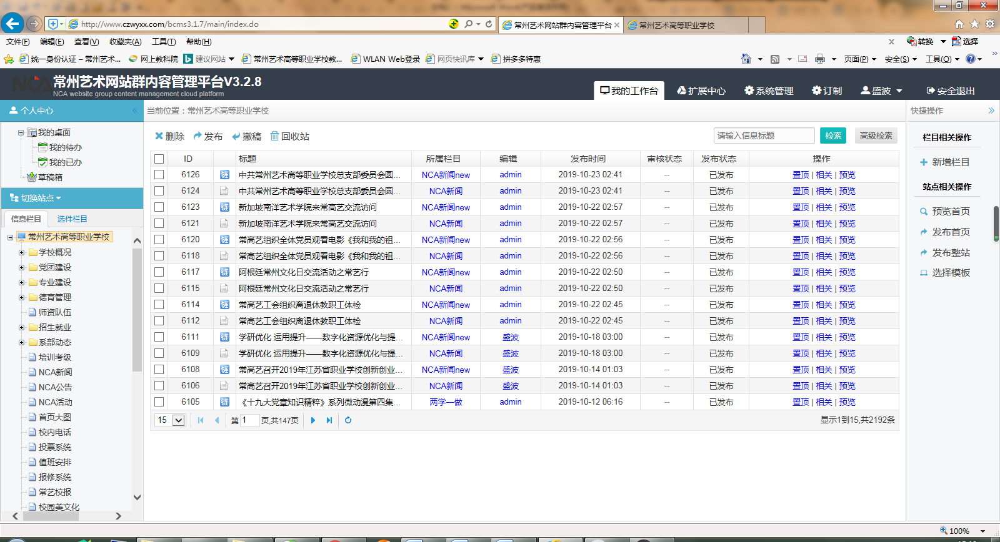 http://www.czwyxx.com/bcms3.1.7/main/index.do
常州艺术网站群内容管理平台
常州艺术高等职业学校
文件(F) 编辑(E) 查看(V) 收藏夹(A) 工具(T) 帮助(H)
x 转换 选择
统一身份认证 – 常州艺术... 网上教科院 建议网站 常州艺术高等职业学校教... WLAN Web登录 网页快讯库 拼多多特惠
页面(P) 安全(S) 工具(O)
NCA 常州艺术网站群内容管理平台V3.2.8
NCA website group content management cloud platform
我的工作台 扩展中心 系统管理 订制 盛波 安全退出
个人中心
当前位置：常州艺术高等职业学校
快捷操作
我的桌面
我的待办
我的已办
草稿箱
切换站点
信息栏目 选件栏目
常州艺术高等职业学校
学校概况
党团建设
专业建设
德育管理
师资队伍
招生就业
系部动态
培训考级
NCA新闻
NCA公告
NCA活动
首页大图
校内电话
投票系统
值班安排
报修系统
常艺校报
校园美文化
删除 发布 撤稿 回收站
请输入信息标题 检索 高级检索
ID 标题 所属栏目 编辑 发布时间 审核状态 发布状态 操作
6126 链 中共常州艺术高等职业学校总支部委员会圆... NCA新闻new admin 2019-10-23 02:41 -- 已发布 置顶 | 相关 | 预览
6124 中共常州艺术高等职业学校总支部委员会圆... NCA新闻 admin 2019-10-23 02:41 -- 已发布 置顶 | 相关 | 预览
6123 链 新加坡南洋艺术学院来常高艺交流访问 NCA新闻new admin 2019-10-22 02:57 -- 已发布 置顶 | 相关 | 预览
6121 新加坡南洋艺术学院来常高艺交流访问 NCA新闻 admin 2019-10-22 02:57 -- 已发布 置顶 | 相关 | 预览
6120 链 常高艺组织全体党员观看电影《我和我的祖... NCA新闻new admin 2019-10-22 02:56 -- 已发布 置顶 | 相关 | 预览
6118 常高艺组织全体党员观看电影《我和我的祖... NCA新闻 admin 2019-10-22 02:56 -- 已发布 置顶 | 相关 | 预览
6117 链 阿根廷常州文化日交流活动之常艺行 NCA新闻new admin 2019-10-22 02:50 -- 已发布 置顶 | 相关 | 预览
6115 阿根廷常州文化日交流活动之常艺行 NCA新闻 admin 2019-10-22 02:50 -- 已发布 置顶 | 相关 | 预览
6114 链 常高艺工会组织离退休教职工体检 NCA新闻new admin 2019-10-22 02:45 -- 已发布 置顶 | 相关 | 预览
6112 常高艺工会组织离退休教职工体检 NCA新闻 admin 2019-10-22 02:45 -- 已发布 置顶 | 相关 | 预览
6111 链 学研优化 运用提升——数字化资源优化与提... NCA新闻new 盛波 2019-10-18 03:00 -- 已发布 置顶 | 相关 | 预览
6109 学研优化 运用提升——数字化资源优化与提... NCA新闻 盛波 2019-10-18 03:00 -- 已发布 置顶 | 相关 | 预览
6108 链 常高艺召开2019年江苏省职业学校创新创业... NCA新闻new 盛波 2019-10-14 01:03 -- 已发布 置顶 | 相关 | 预览
6106 常高艺召开2019年江苏省职业学校创新创业... NCA新闻 盛波 2019-10-14 01:03 -- 已发布 置顶 | 相关 | 预览
6105 链 《十九大党章知识精粹》系列微动漫第四集... 两学一做 admin 2019-10-12 06:16 -- 已发布 置顶 | 相关 | 预览
15 第 1 页,共147页 显示1到15,共2192条
栏目相关操作
新增栏目
站点相关操作
预览首页
发布首页
发布整站
选择模板
100%